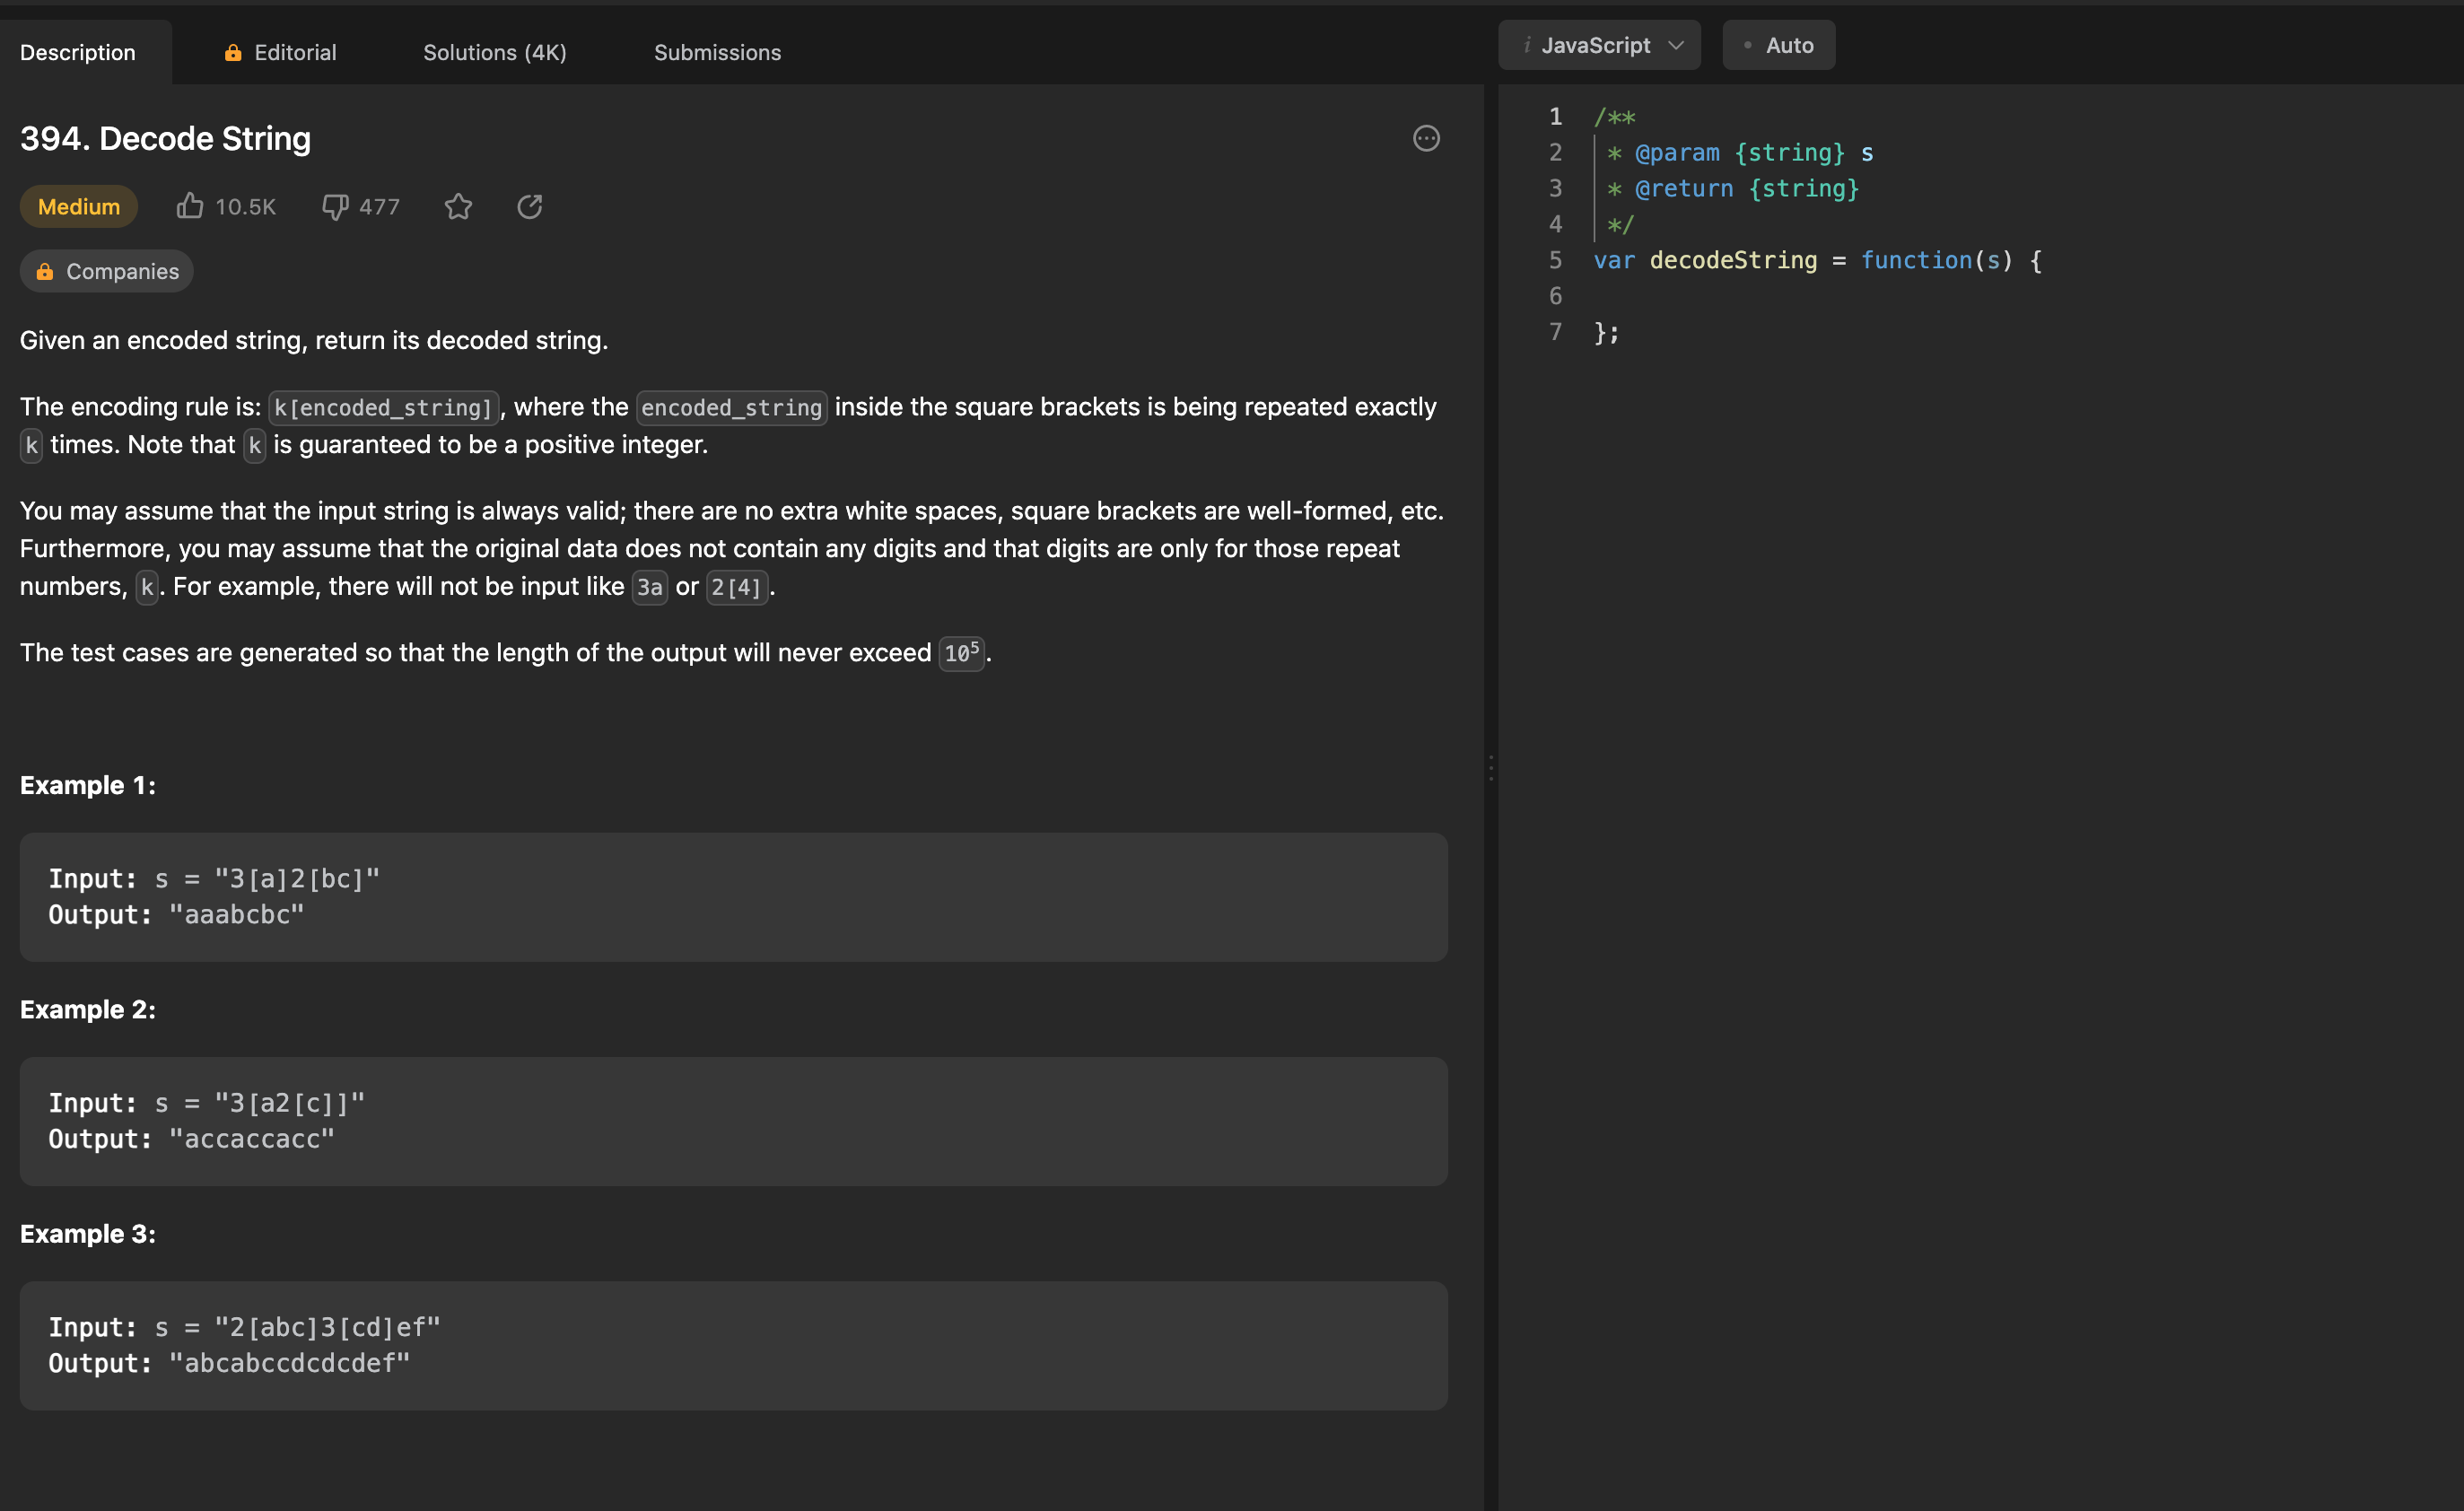 Description
Editorial
Solutions (4K)
Submissions
394. Decode String
Medium
10.5K
477
Companies
Given an encoded string, return its decoded string.
The encoding rule is: k[encoded_string], where the encoded_string inside the square brackets is being repeated exactly
k times. Note that k is guaranteed to be a positive integer.
You may assume that the input string is always valid; there are no extra white spaces, square brackets are well-formed, etc.
Furthermore, you may assume that the original data does not contain any digits and that digits are only for those repeat
numbers, k. For example, there will not be input like 3a or 2[4].
The test cases are generated so that the length of the output will never exceed 10⁵.
Example 1:
Input: s = "3[a]2[bc]"
Output: "aaabcbc"
Example 2:
Input: s = "3[a2[c]]"
Output: "accaccacc"
Example 3:
Input: s = "2[abc]3[cd]ef"
Output: "abcabccdcdcdef"
i JavaScript
Auto
1 /**
2 * @param {string} s
3 * @return {string}
4 */
5 var decodeString = function(s) {
6
7 };